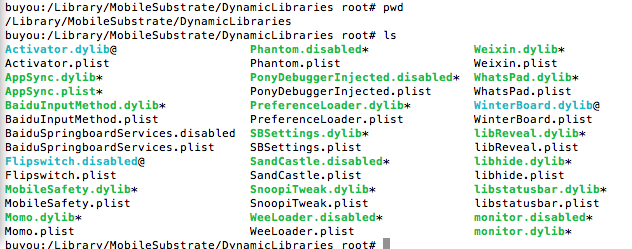 buyou:/Library/MobileSubstrate/DynamicLibraries root# pwd
/Library/MobileSubstrate/DynamicLibraries
buyou:/Library/MobileSubstrate/DynamicLibraries root# ls
Activator.dylib@ Phantom.disabled* Weixin.dylib*
Activator.plist Phantom.plist Weixin.plist
AppSync.dylib* PonyDebuggerInjected.disabled* WhatsPad.dylib*
AppSync.plist* PonyDebuggerInjected.plist WhatsPad.plist
BaiduInputMethod.dylib* PreferenceLoader.dylib* WinterBoard.dylib@
BaiduInputMethod.plist PreferenceLoader.plist WinterBoard.plist
BaiduSpringboardServices.disabled SBSettings.dylib* libReveal.dylib*
BaiduSpringboardServices.plist SBSettings.plist libReveal.plist
Flipswitch.disabled@ SandCastle.disabled* libhide.dylib*
Flipswitch.plist SandCastle.plist libhide.plist
MobileSafety.dylib* SnoopiTweak.dylib* libstatusbar.dylib*
MobileSafety.plist SnoopiTweak.plist libstatusbar.plist
Momo.dylib* WeeLoader.disabled* monitor.disabled*
Momo.plist WeeLoader.plist monitor.dylib*
buyou:/Library/MobileSubstrate/DynamicLibraries root#